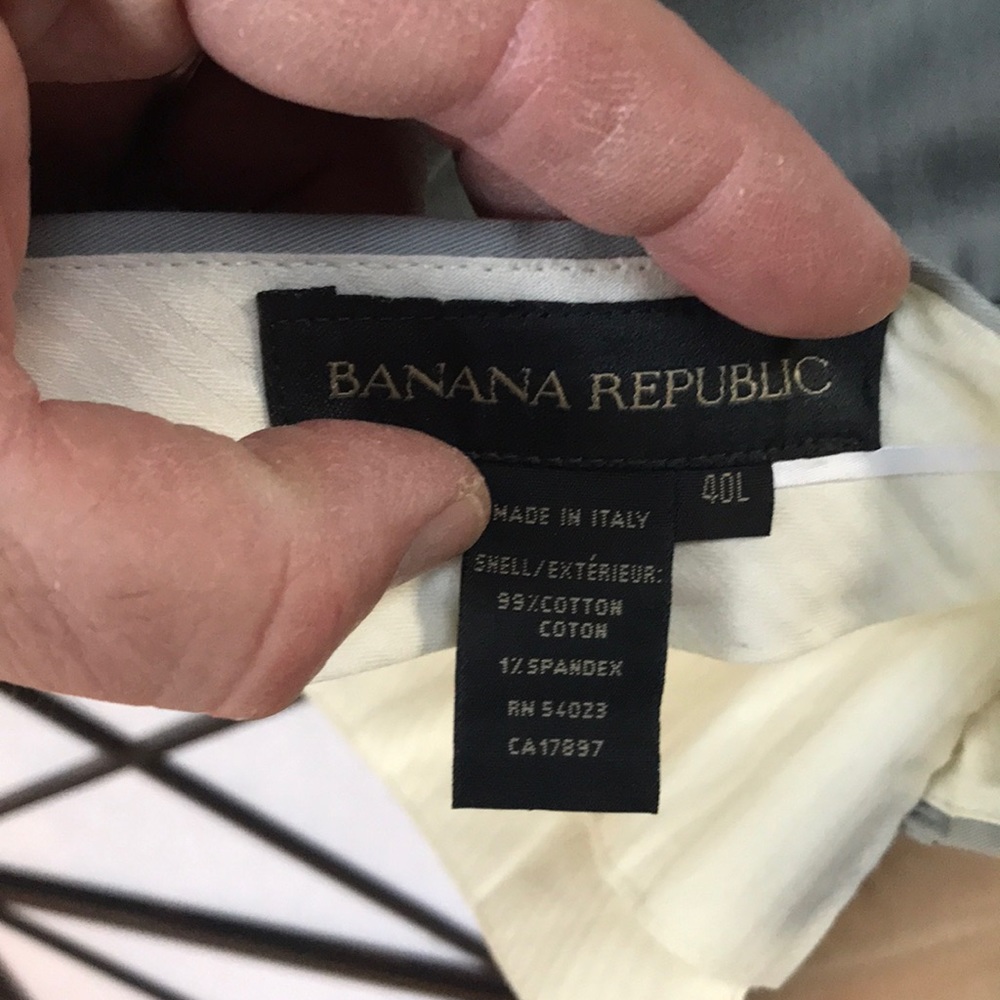 BANANA REPUBLIC
40L
MADE IN ITALY
SHELL/EXTÉRIEUR:
99%COTTON
COTON
1%SPANDEX
RN 54023
CA17897